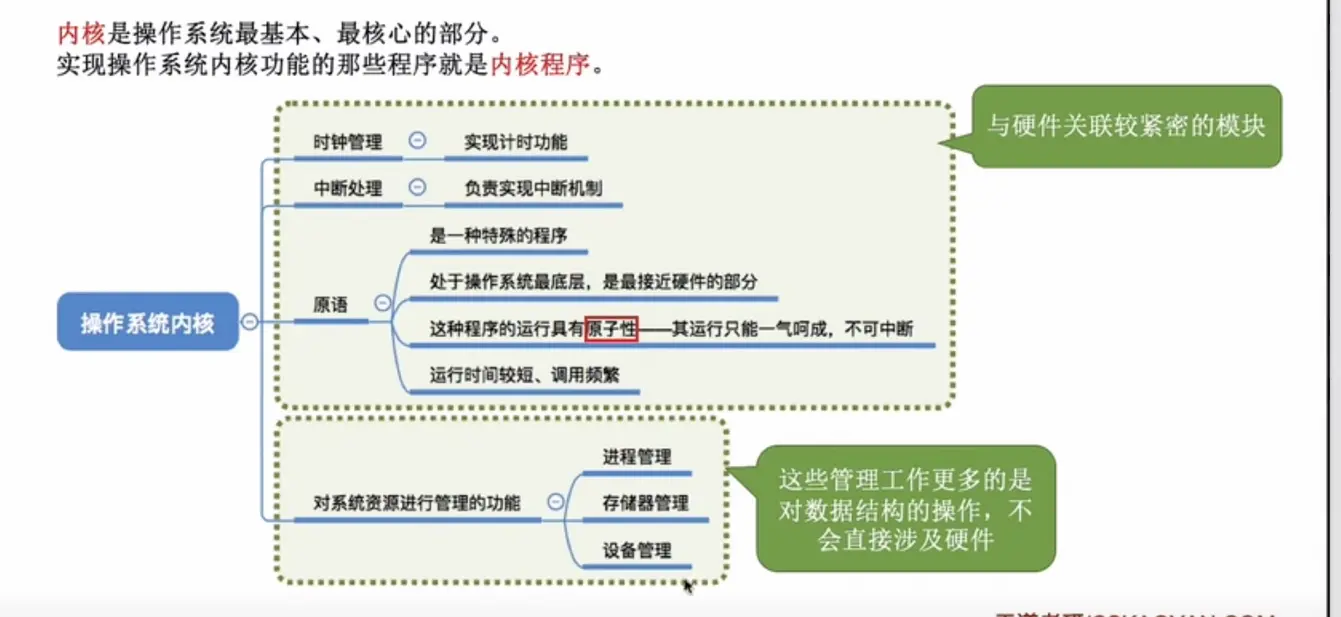 内核是操作系统最基本、最核心的部分。
实现操作系统内核功能的那些程序就是内核程序。
与硬件关联较紧密的模块
时钟管理
实现计时功能
中断处理
负责实现中断机制
是一种特殊的程序
处于操作系统最底层，是最接近硬件的部分
原语
这种程序的运行具有原子性——其运行只能一气呵成，不可中断
运行时间较短、调用频繁
操作系统内核
对系统资源进行管理的功能
进程管理
存储器管理
设备管理
这些管理工作更多的是
对数据结构的操作，不
会直接涉及硬件